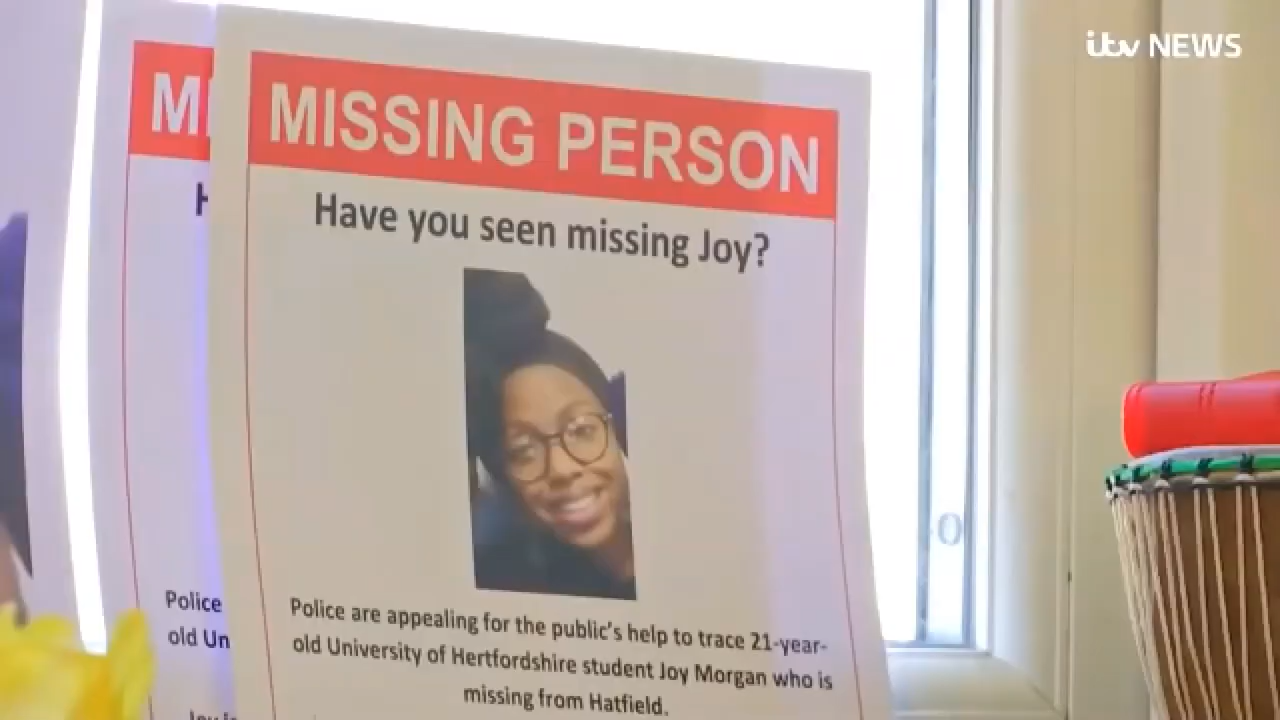 itv NEWS
MISSING PERSON
Have you seen missing Joy?
Police are appealing for the public's help to trace 21-year-
old University of Hertfordshire student Joy Morgan who is
missing from Hatfield.
M
H
Police
old Un